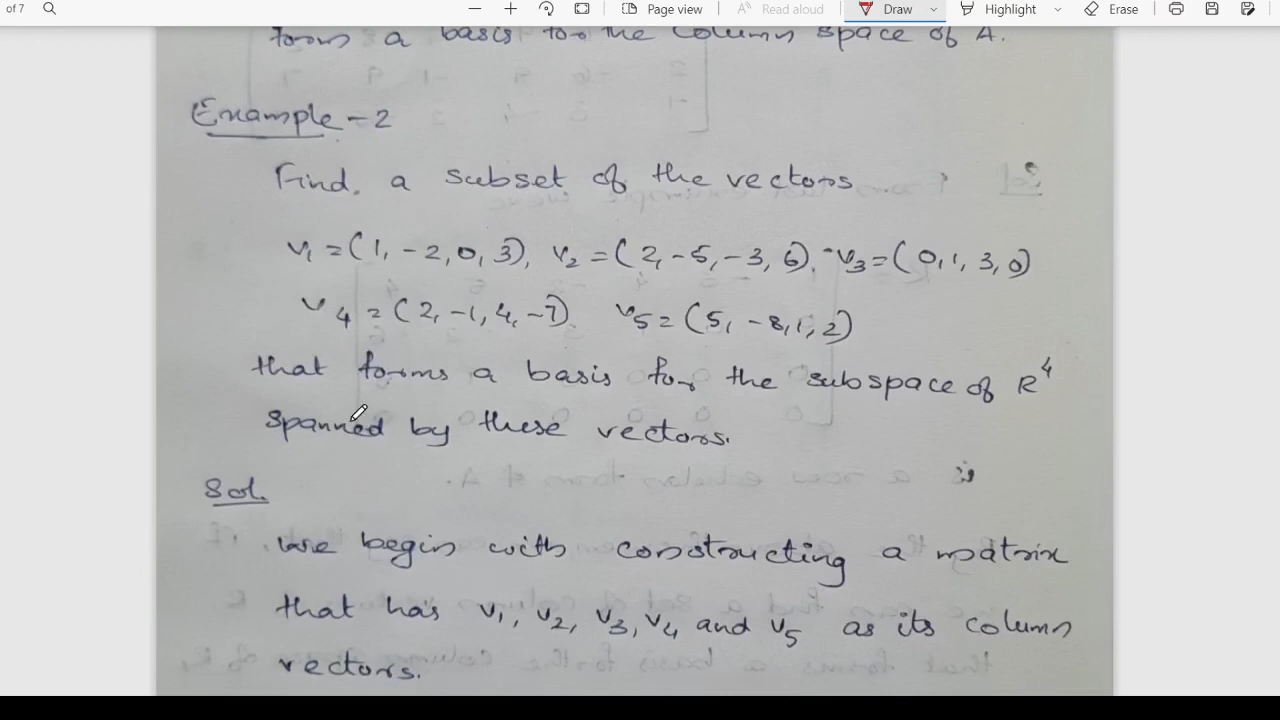 of 7
Page view
Read aloud
Draw
Highlight
Erase
forms a basis for the column space of A.
Example-2
Find a subset of the vectors
v1=(1,-2,0,3), v2=(2,-5,-3,6), v3=(0,1,3,0)
v4=(2,-1,4,-7) v5=(5,-8,1,2)
that forms a basis for the subspace of R4
spanned by these vectors.
Sol.
We begin with constructing a matrix
that has v1, v2, v3, v4 and v5 as its column
vectors.